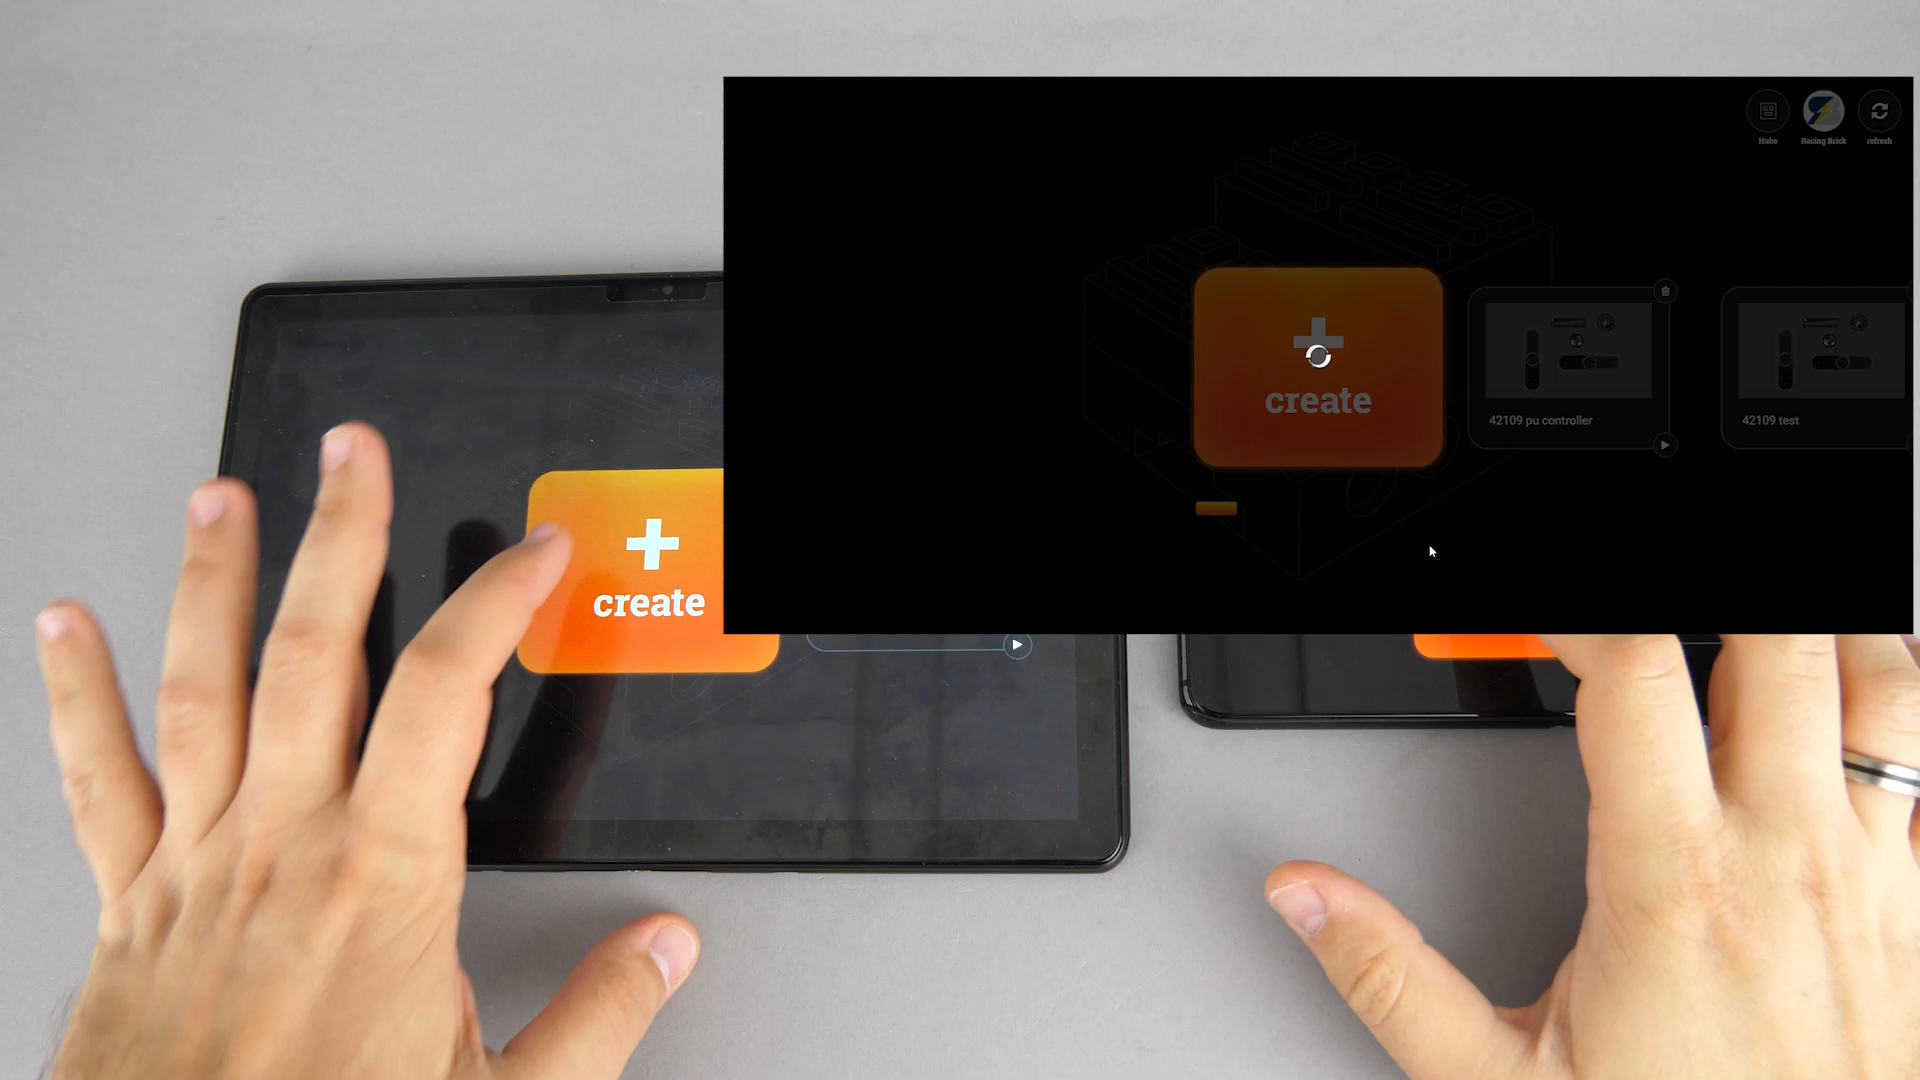 Hubs
Racing Brick
refresh
create
42109 pu controller
42109 test
create